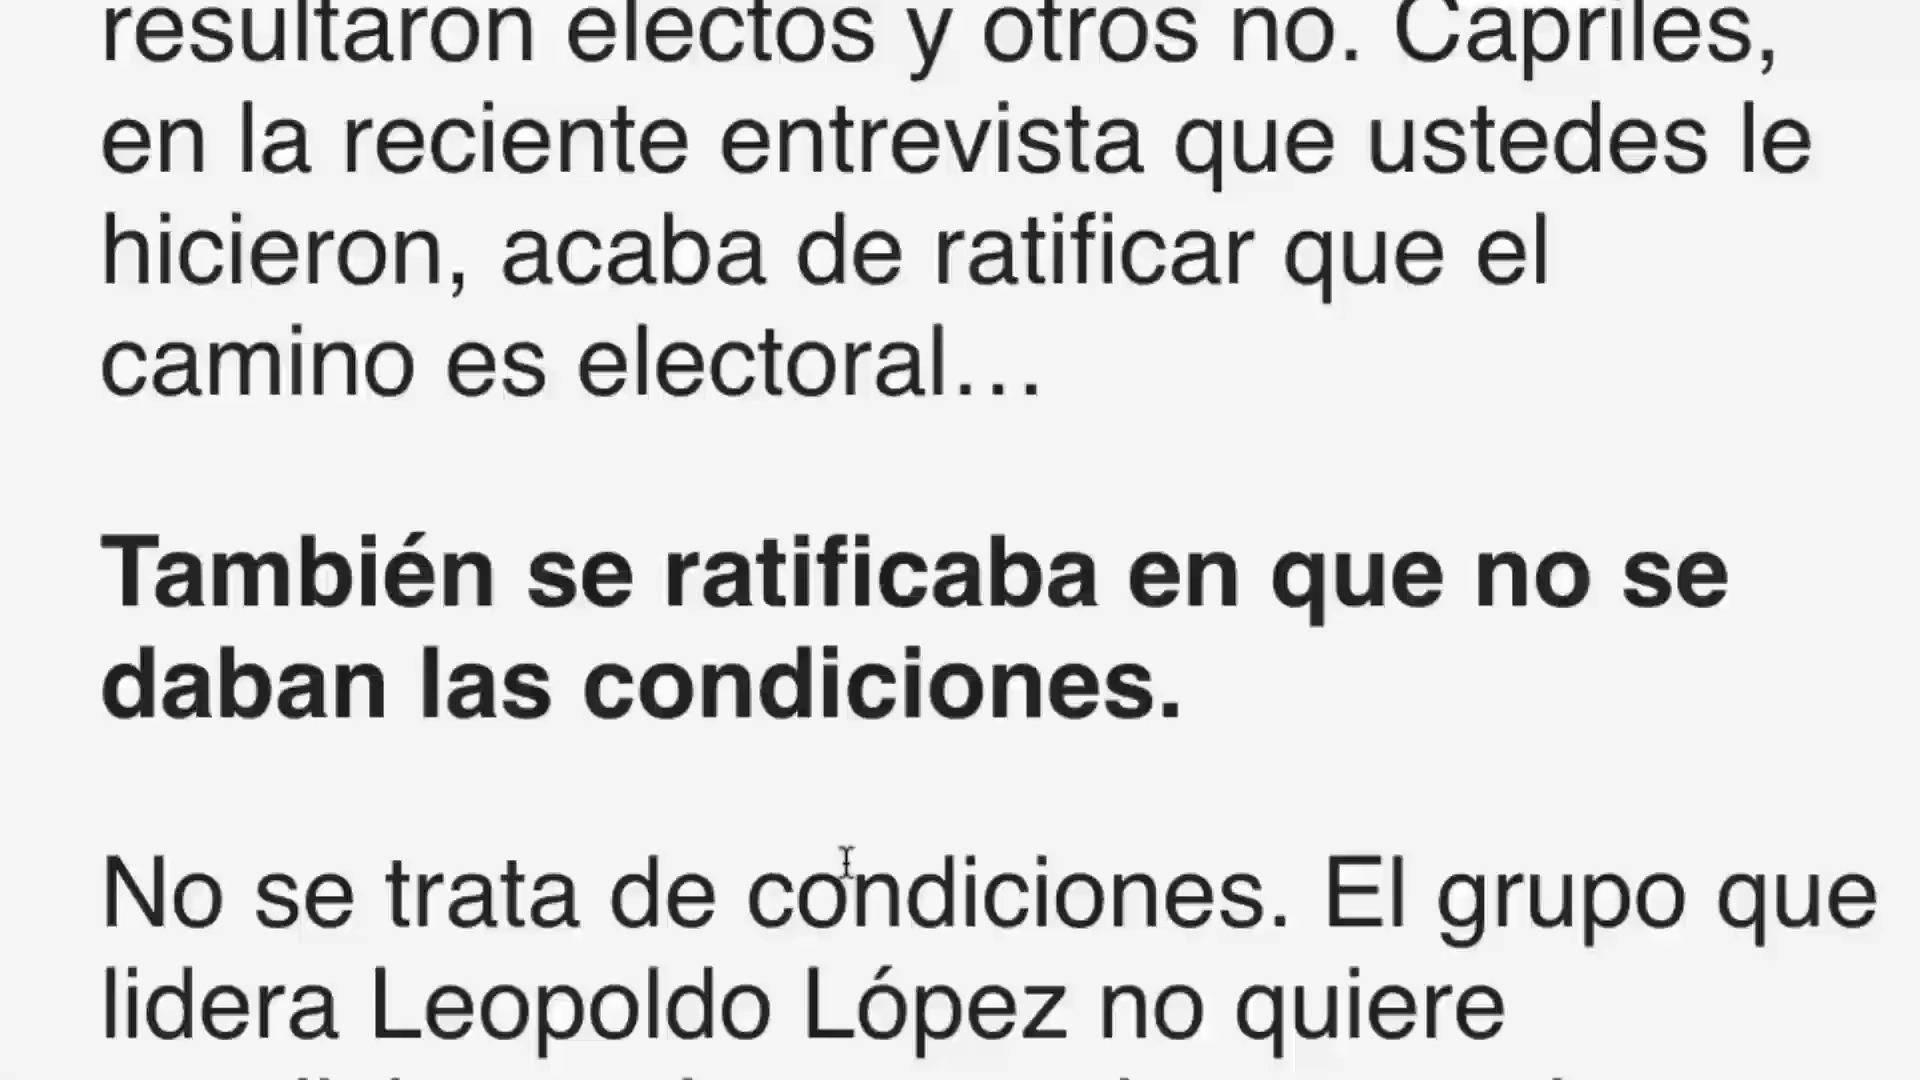 resultaron electos y otros no. Capriles,
en la reciente entrevista que ustedes le
hicieron, acaba de ratificar que el
camino es electoral…
También se ratificaba en que no se
daban las condiciones.
No se trata de condiciones. El grupo que
lidera Leopoldo López no quiere